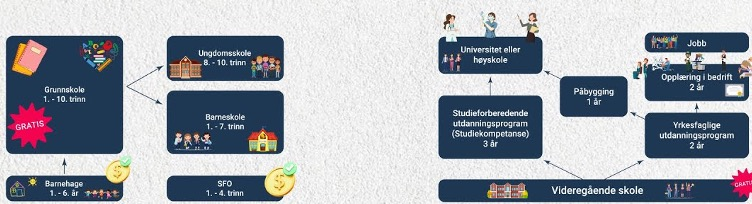 Grunnskole
1. - 10. trinn
GRATIS
Barnehage
1. - 6. år
Ungdomsskole
8. - 10. trinn
Barneskole
1. - 7. trinn
SFO
1. - 4. trinn
Universitet eller
høyskole
Studieforberedende
utdanningsprogram
(Studiekompetanse)
3 år
Påbygging
1 år
Jobb
Opplæring i bedrift
2 år
Yrkesfaglige
utdanningsprogram
2 år
Videregående skole
GRATIS